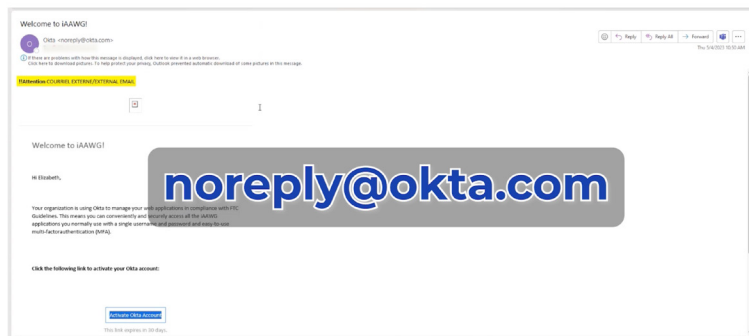 Welcome to iAAWG!
Okta <noreply@okta.com>
Reply
Reply All
Forward
Thu 5/4/2023 10:10 AM
If there are problems with how this message is displayed, click here to view it in a web browser.
Click here to download pictures. To help protect your privacy, Outlook prevented automatic download of some pictures in this message.
!!Attention COURRIEL EXTERNE/EXTERNAL EMAIL
Welcome to iAAWG!
Hi Elizabeth,
noreply@okta.com
Your organization is using Okta to manage your web applications in compliance with FTC
Guidelines. This means you can conveniently and securely access all the iAAWG
applications you normally use with a single username and password and easy-to-use
multi-factorauthentication (MFA).
Click the following link to activate your Okta account:
Activate Okta Account
This link expires in 30 days.